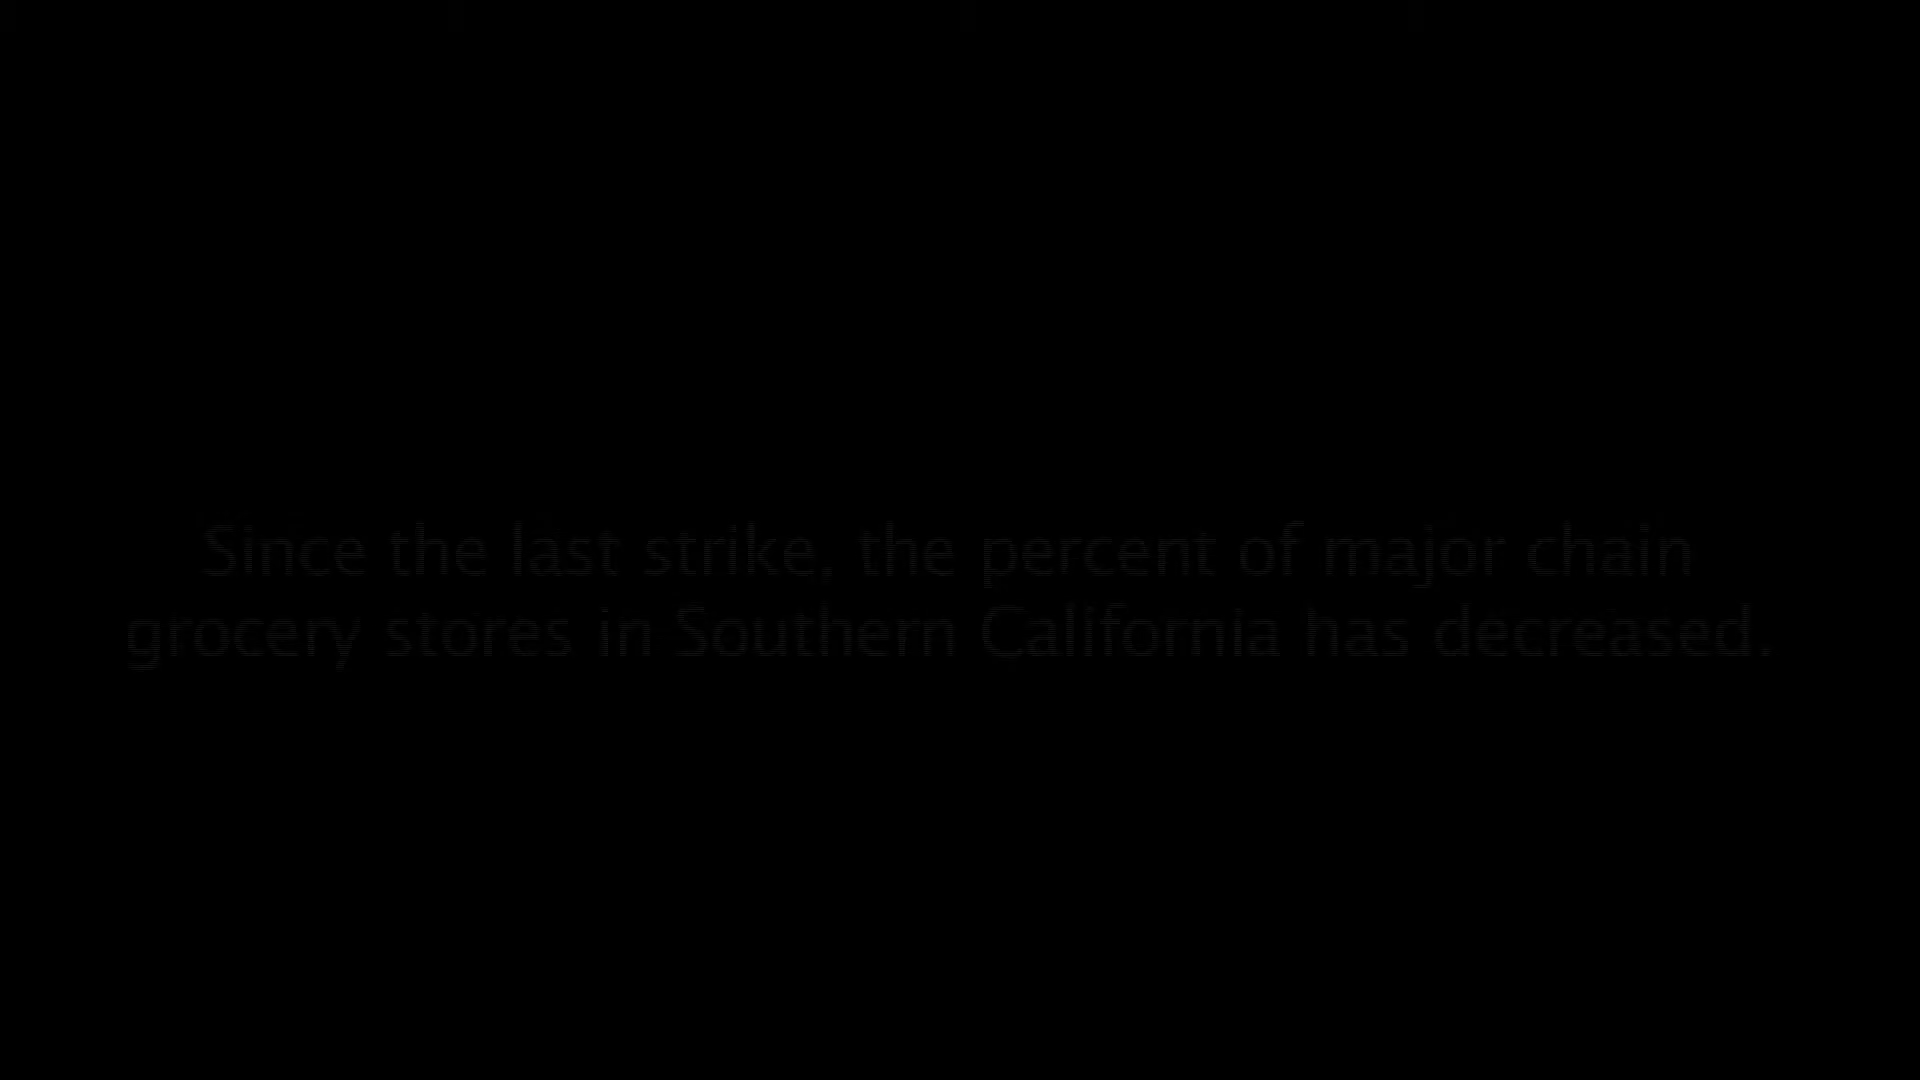 Since the last strike, the percent of major chain
grocery stores in Southern California has decreased.